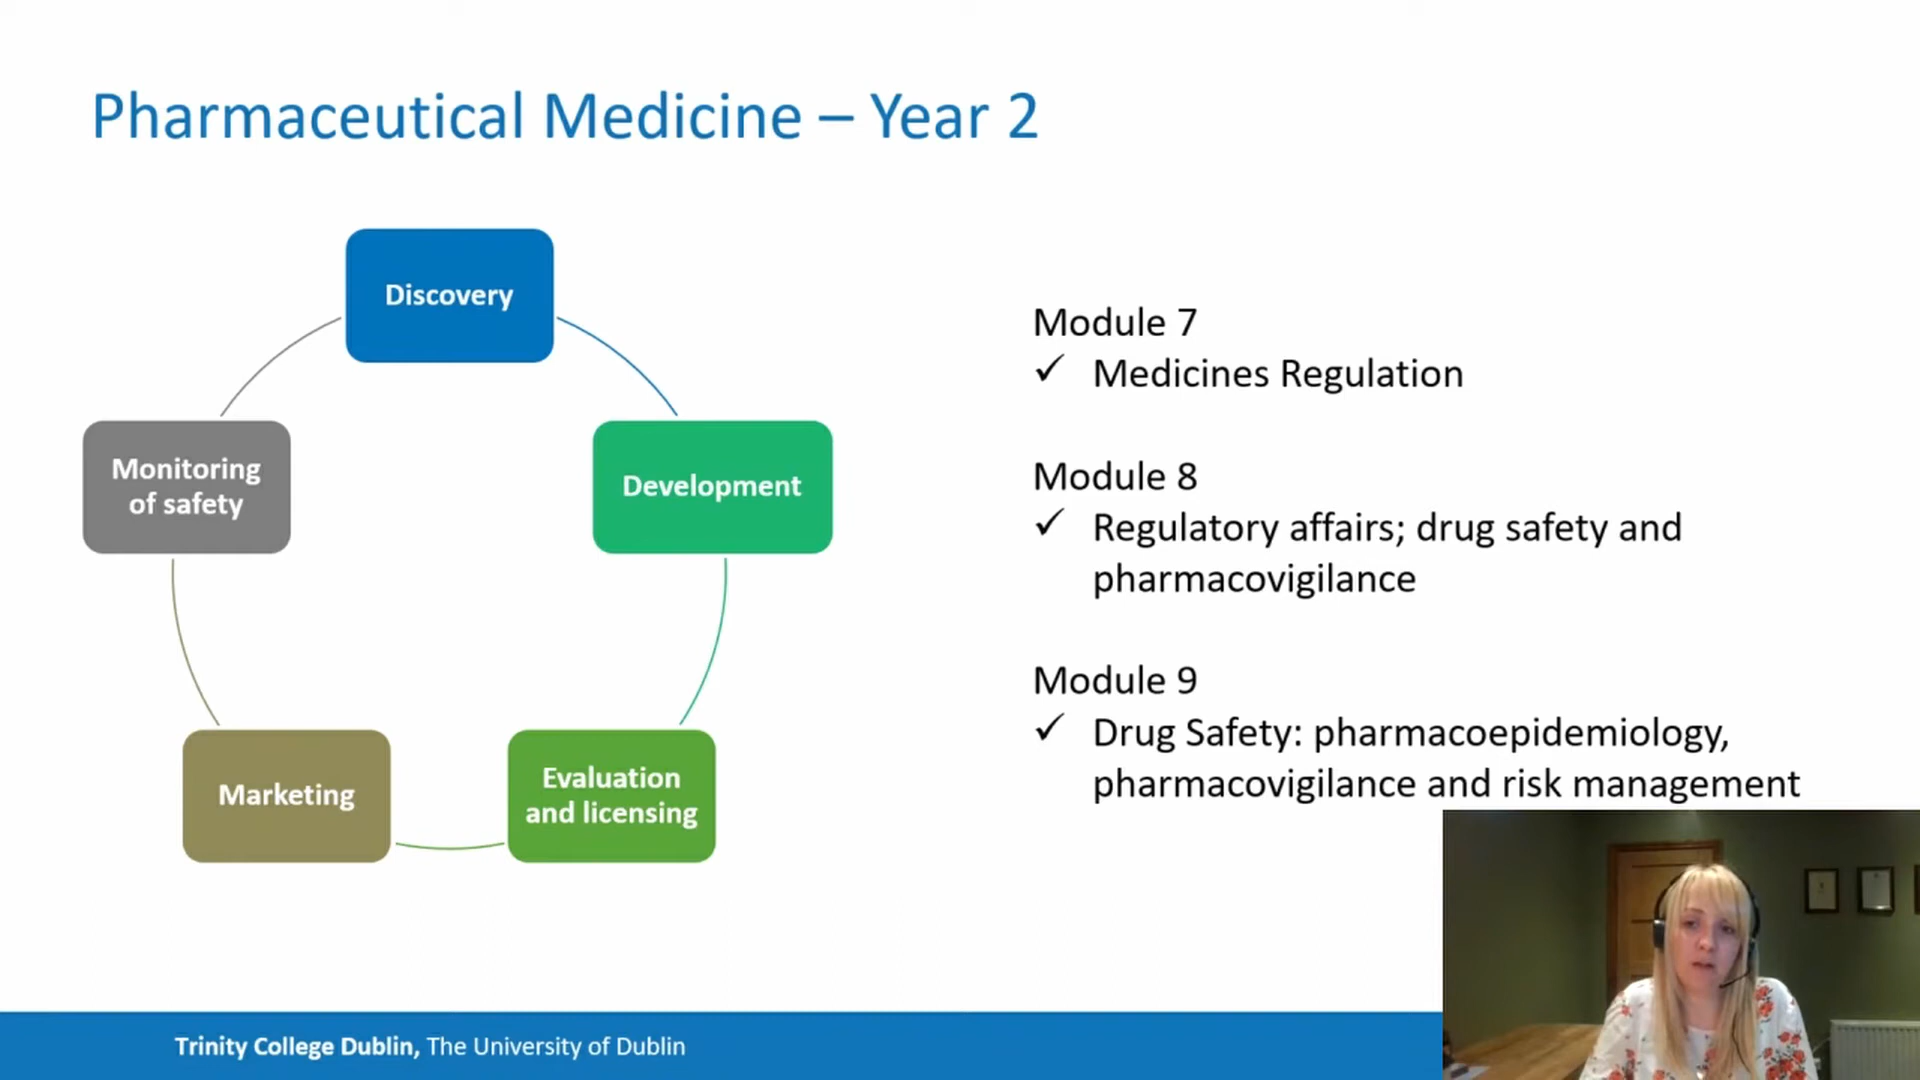 Pharmaceutical Medicine – Year 2
Discovery
Development
Evaluation
and licensing
Marketing
Monitoring
of safety
Module 7
✓ Medicines Regulation
Module 8
✓ Regulatory affairs; drug safety and
pharmacovigilance
Module 9
✓ Drug Safety: pharmacoepidemiology,
pharmacovigilance and risk management
Trinity College Dublin, The University of Dublin